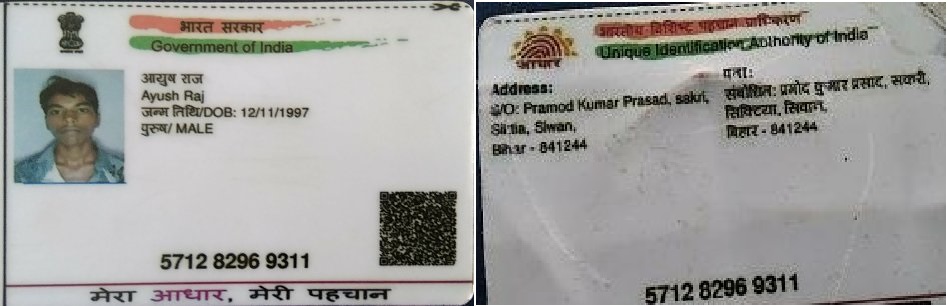 भारत सरकार
Government of India
आयुष राज
Ayush Raj
जन्म तिथि/DOB: 12/11/1997
पुरुष/ MALE
5712 8296 9311
मेरा आधार, मेरी पहचान
भारतीय विशिष्ट पहचान प्राधिकरण
Unique Identification Authority of India
आधार
Address:
S/O: Pramod Kumar Prasad, sakri,
Siwan,
Bihar - 841244
पता:
संबोधित: प्रमोद कुमार प्रसाद, सकरी,
सिवान,
बिहार - 841244
5712 8296 9311